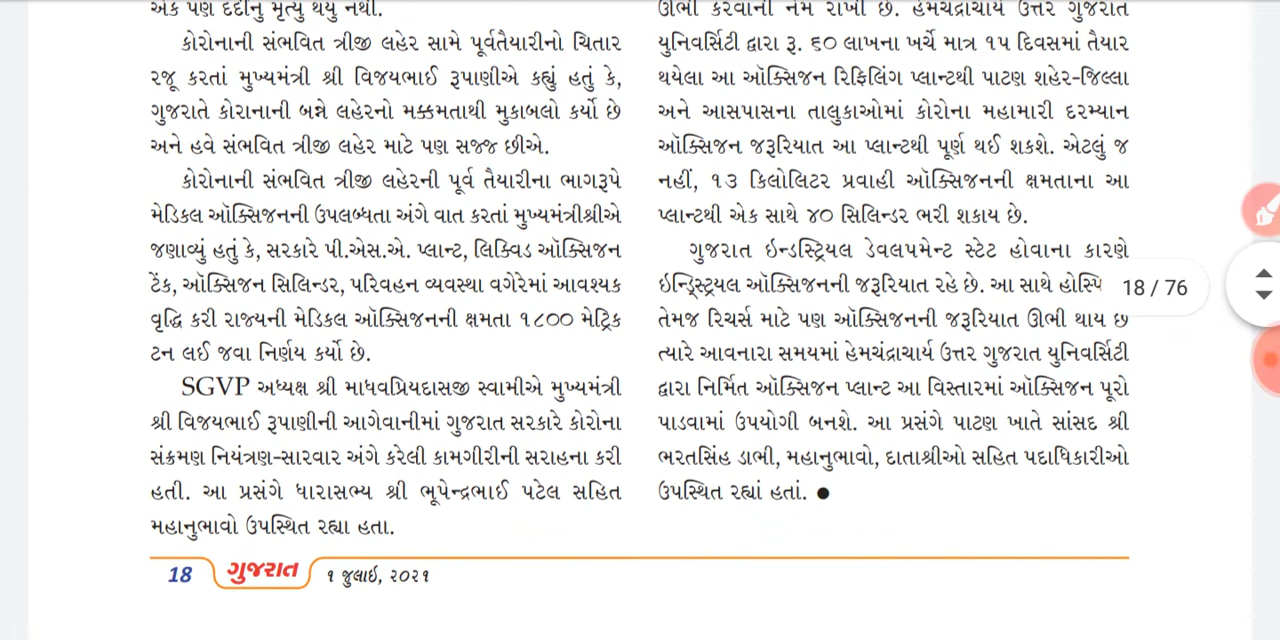 એક પણ દર્દીનું મૃત્યુ થયું નથી.
કોરોનાની સંભવિત ત્રીજી લહેર સામે પૂર્વતૈયારીનો ચિતાર
રજૂ કરતાં મુખ્યમંત્રી શ્રી વિજયભાઈ રૂપાણીએ કહ્યું હતું કે,
ગુજરાતે કોરાનાની બન્ને લહેરનો મક્કમતાથી મુકાબલો કર્યો છે
અને હવે સંભવિત ત્રીજી લહેર માટે પણ સજ્જ છીએ.
કોરોનાની સંભવિત ત્રીજી લહેરની પૂર્વ તૈયારીના ભાગરૂપે
મેડિકલ ઑક્સિજનની ઉપલબ્ધતા અંગે વાત કરતાં મુખ્યમંત્રીશ્રીએ
જણાવ્યું હતું કે, સરકારે પી.એસ.એ. પ્લાન્ટ, લિક્વિડ ઑક્સિજન
ટેંક, ઑક્સિજન સિલિન્ડર, પરિવહન વ્યવસ્થા વગેરેમાં આવશ્યક
વૃદ્ધિ કરી રાજ્યની મેડિકલ ઑક્સિજનની ક્ષમતા ૧૮૦૦ મેટ્રિક
ટન લઈ જવા નિર્ણય કર્યો છે.
SGVP અધ્યક્ષ શ્રી માધવપ્રિયદાસજી સ્વામીએ મુખ્યમંત્રી
શ્રી વિજયભાઈ રૂપાણીની આગેવાનીમાં ગુજરાત સરકારે કોરોના
સંક્રમણ નિયંત્રણ-સારવાર અંગે કરેલી કામગીરીની સરાહના કરી
હતી. આ પ્રસંગે ધારાસભ્ય શ્રી ભૂપેન્દ્રભાઈ પટેલ સહિત
મહાનુભાવો ઉપસ્થિત રહ્યા હતા.
ઊભી કરવાની નેમ રાખી છે. હેમચંદ્રાચાર્ય ઉત્તર ગુજરાત
યુનિવર્સિટી દ્વારા રૂ. ૬૦ લાખના ખર્ચે માત્ર ૧૫ દિવસમાં તૈયાર
થયેલા આ ઑક્સિજન રિફિલિંગ પ્લાન્ટથી પાટણ શહેર-જિલ્લા
અને આસપાસના તાલુકાઓમાં કોરોના મહામારી દરમ્યાન
ઑક્સિજન જરૂરિયાત આ પ્લાન્ટથી પૂર્ણ થઈ શકશે. એટલું જ
નહીં, ૧૩ કિલોલિટર પ્રવાહી ઑક્સિજનની ક્ષમતાના આ
પ્લાન્ટથી એક સાથે ૪૦ સિલિન્ડર ભરી શકાય છે.
ગુજરાત ઇન્ડસ્ટ્રિયલ ડેવલપમેન્ટ સ્ટેટ હોવાના કારણે
ઇન્ડ્સ્ટ્રિયલ ઑક્સિજનની જરૂરિયાત રહે છે. આ સાથે હોસ્પિ
તેમજ રિચર્સ માટે પણ ઑક્સિજનની જરૂરિયાત ઊભી થાય છે
ત્યારે આવનારા સમયમાં હેમચંદ્રાચાર્ય ઉત્તર ગુજરાત યુનિવર્સિટી
દ્વારા નિર્મિત ઑક્સિજન પ્લાન્ટ આ વિસ્તારમાં ઑક્સિજન પૂરો
પાડવામાં ઉપયોગી બનશે. આ પ્રસંગે પાટણ ખાતે સાંસદ શ્રી
ભરતસિંહ ડાભી, મહાનુભાવો, દાતાશ્રીઓ સહિત પદાધિકારીઓ
ઉપસ્થિત રહ્યાં હતાં. ●
18 / 76
18 ગુજરાત ૧ જુલાઇ, ૨૦૨૧